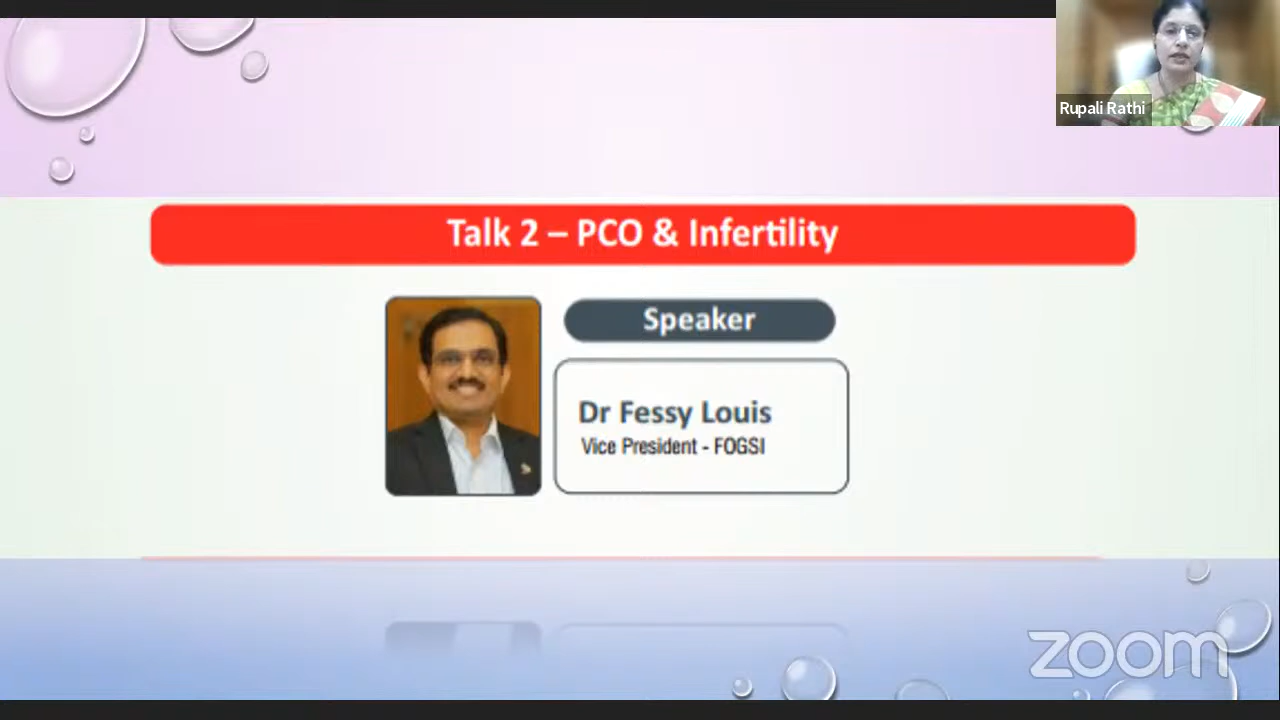 Rupali Rathi
Talk 2 – PCO & Infertility
Speaker
Dr Fessy Louis
Vice President - FOGSI
zoom